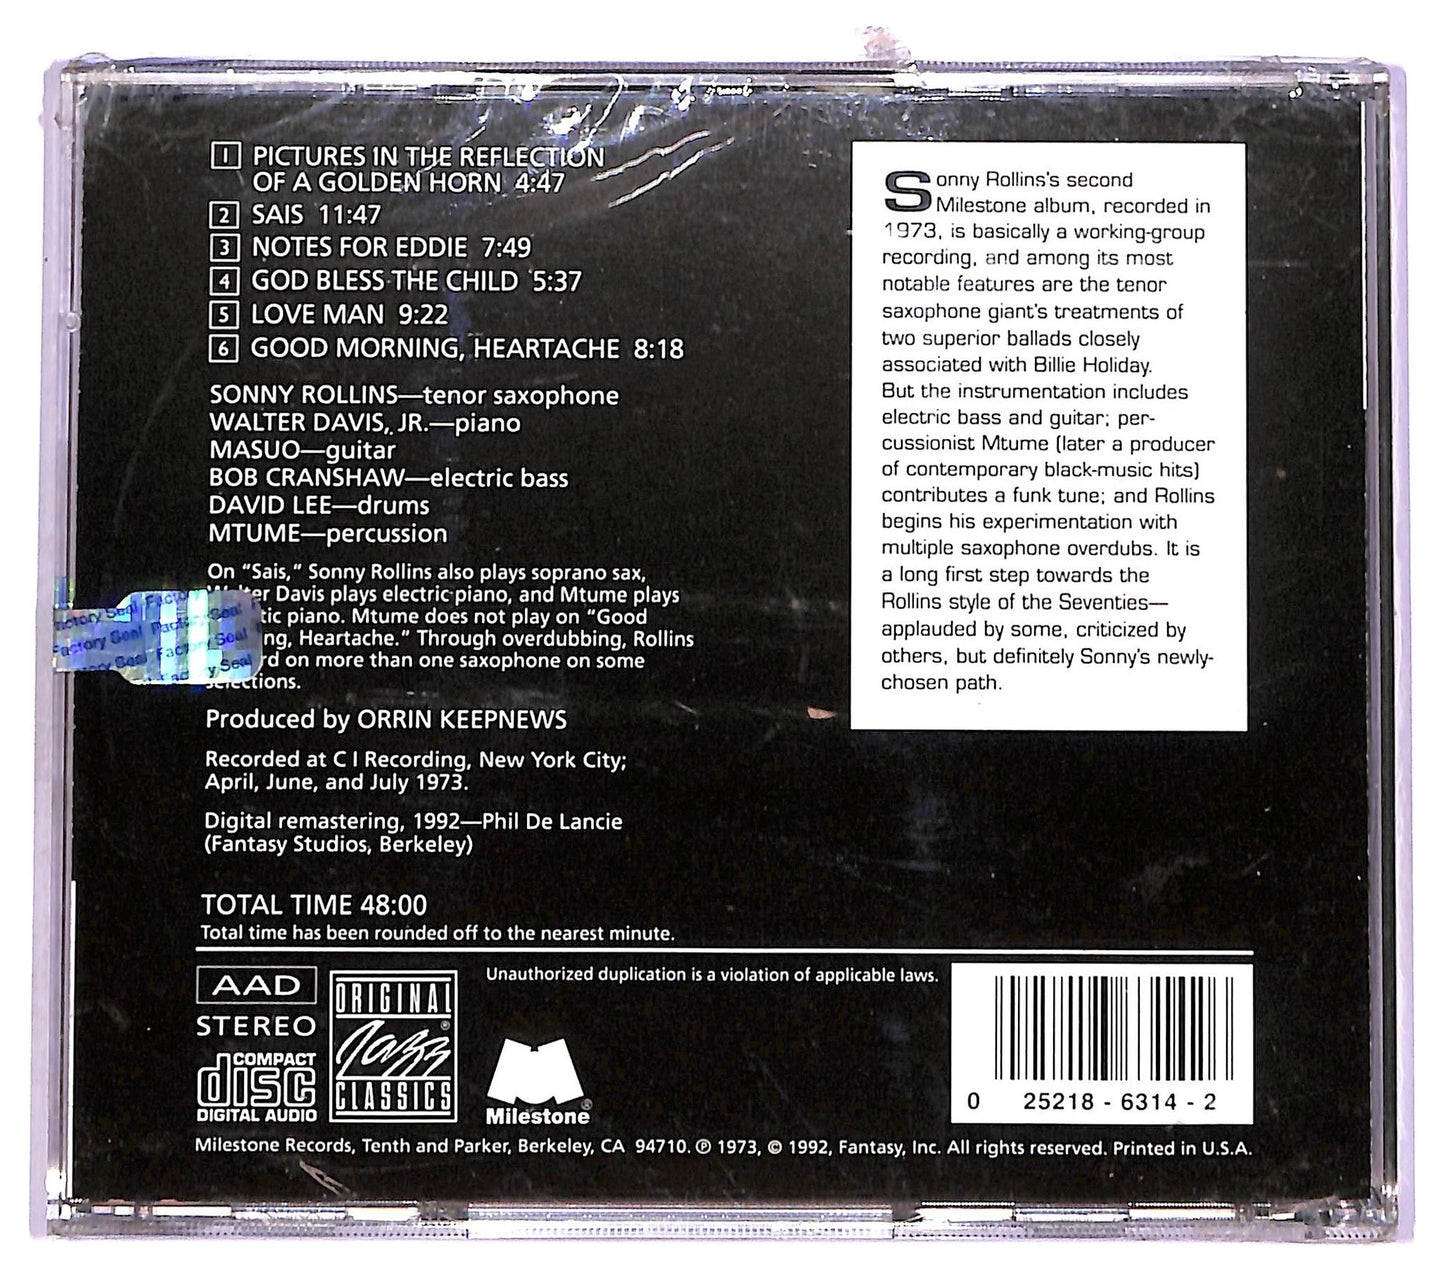 1 PICTURES IN THE REFLECTION
OF A GOLDEN HORN 4:47
2 SAIS 11:47
3 NOTES FOR EDDIE 7:49
4 GOD BLESS THE CHILD 5:37
5 LOVE MAN 9:22
6 GOOD MORNING, HEARTACHE 8:18
SONNY ROLLINS—tenor saxophone
WALTER DAVIS, JR.—piano
MASUO—guitar
BOB CRANSHAW—electric bass
DAVID LEE—drums
MTUME—percussion
On "Sais," Sonny Rollins also plays soprano sax,
Davis plays electric piano, and Mtume plays
piano. Mtume does not play on "Good
Heartache." Through overdubbing, Rollins
on more than one saxophone on some
Factory Seal
Factory Seal
Produced by ORRIN KEEPNEWS
Recorded at C I Recording, New York City;
April, June, and July 1973.
Digital remastering, 1992—Phil De Lancie
(Fantasy Studios, Berkeley)
TOTAL TIME 48:00
Total time has been rounded off to the nearest minute.
Sonny Rollins's second
Milestone album, recorded in
1973, is basically a working-group
recording, and among its most
notable features are the tenor
saxophone giant's treatments of
two superior ballads closely
associated with Billie Holiday.
But the instrumentation includes
electric bass and guitar; per-
cussionist Mtume (later a producer
of contemporary black-music hits)
contributes a funk tune; and Rollins
begins his experimentation with
multiple saxophone overdubs. It is
a long first step towards the
Rollins style of the Seventies—
applauded by some, criticized by
others, but definitely Sonny's newly-
chosen path.
AAD
STEREO
COMPACT
disc
DIGITAL AUDIO
ORIGINAL
Jazz®
CLASSICS
Unauthorized duplication is a violation of applicable laws.
Milestone®
0 25218 - 6314 - 2
Milestone Records, Tenth and Parker, Berkeley, CA 94710. ℗ 1973, © 1992, Fantasy, Inc. All rights reserved. Printed in U.S.A.